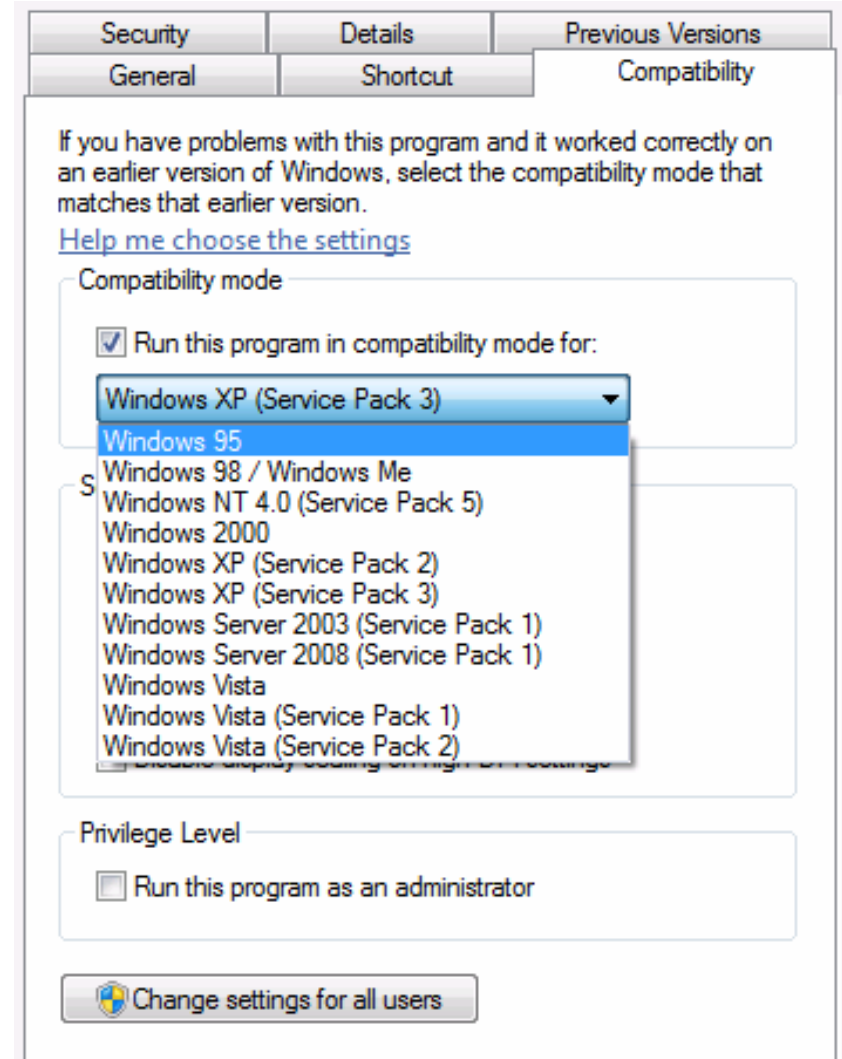 Security Details Previous Versions
General Shortcut Compatibility
If you have problems with this program and it worked correctly on
an earlier version of Windows, select the compatibility mode that
matches that earlier version.
Help me choose the settings
Compatibility mode
Run this program in compatibility mode for:
Windows XP (Service Pack 3)
Windows 95
Windows 98 / Windows Me
S
Windows NT 4.0 (Service Pack 5)
Windows 2000
Windows XP (Service Pack 2)
Windows XP (Service Pack 3)
Windows Server 2003 (Service Pack 1)
Windows Server 2008 (Service Pack 1)
Windows Vista
Windows Vista (Service Pack 1)
Windows Vista (Service Pack 2)
Privilege Level
Run this program as an administrator
Change settings for all users